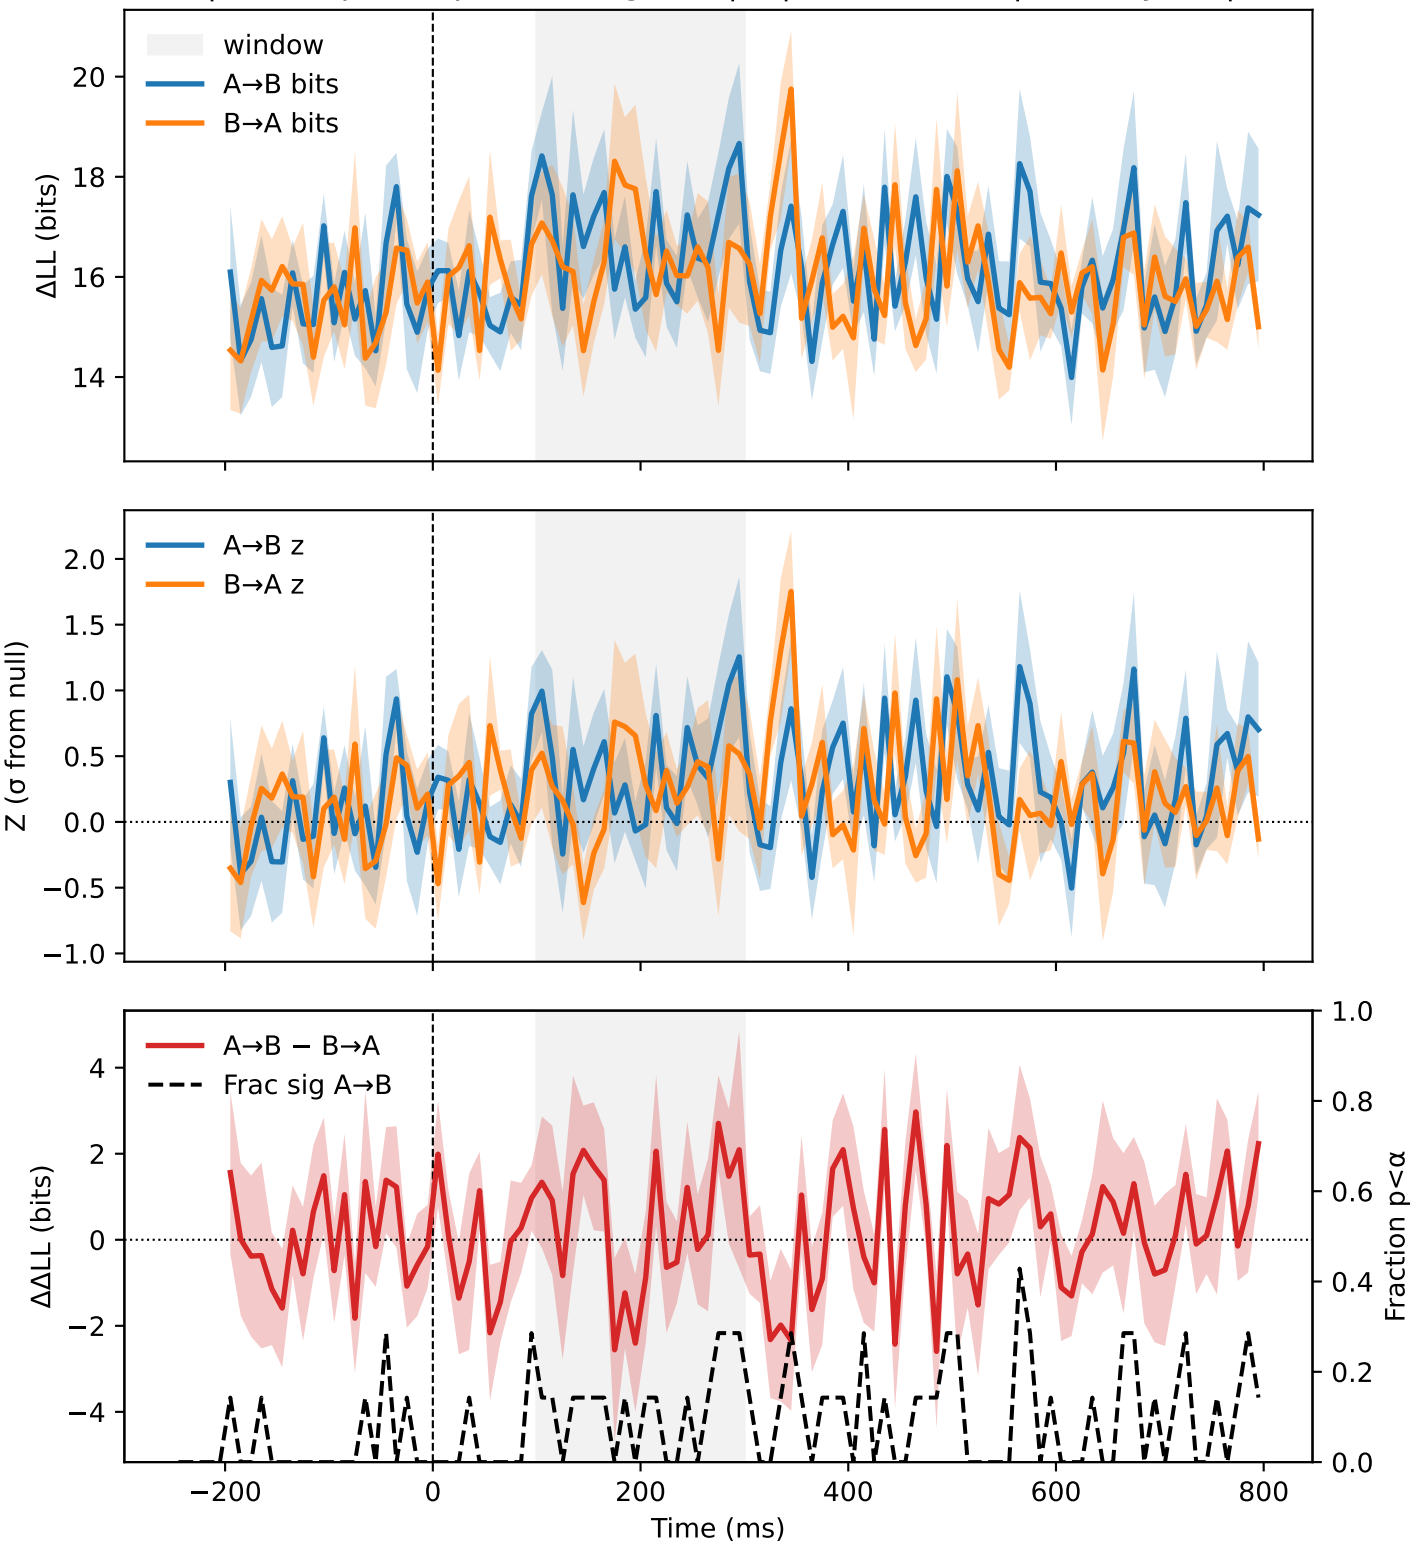 window
A→B bits
B→A bits
ΔLL (bits)
20
18
16
14
A→B z
B→A z
Z (σ from null)
2.0
1.5
1.0
0.5
0.0
−0.5
−1.0
A→B − B→A
Frac sig A→B
ΔΔLL (bits)
4
2
0
−2
−4
1.0
0.8
0.6
0.4
0.2
0.0
Fraction p<α
−200
0
200
400
600
800
Time (ms)